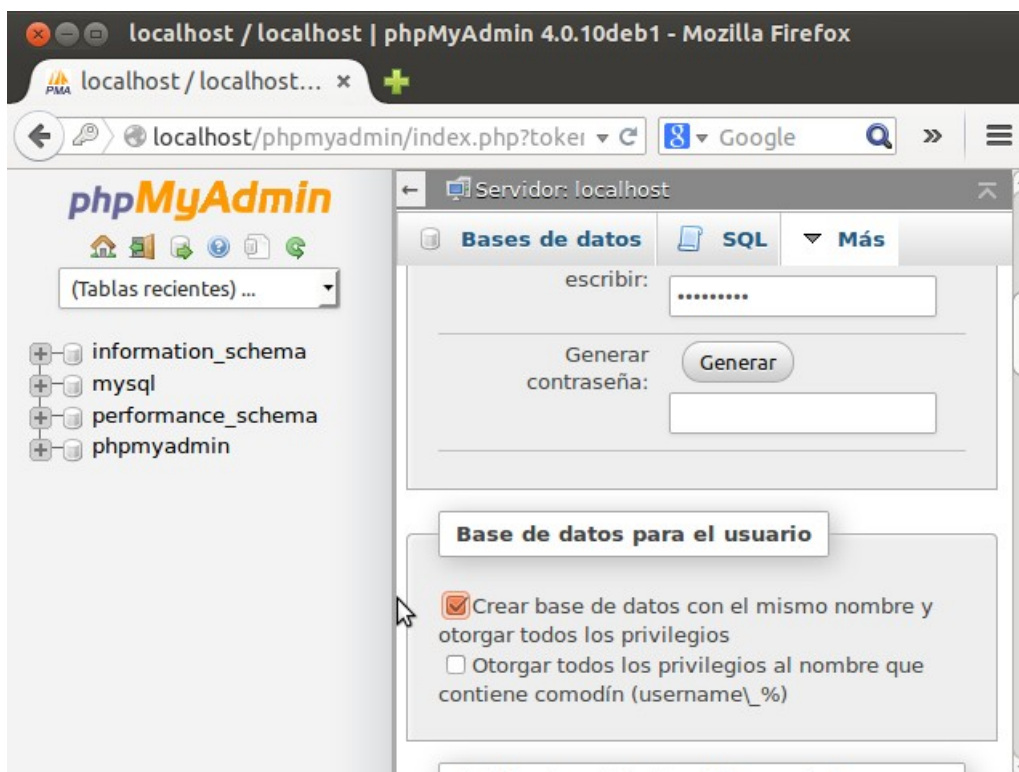 localhost / localhost | phpMyAdmin 4.0.10deb1 - Mozilla Firefox
PMA localhost / localhost...
localhost/phpmyadmin/index.php?token
8 Google
phpMyAdmin
Servidor: localhost
Bases de datos SQL Más
(Tablas recientes) ...
escribir:
•••••••••
information_schema
mysql
performance_schema
phpmyadmin
Generar
contraseña:
Generar
Base de datos para el usuario
Crear base de datos con el mismo nombre y
otorgar todos los privilegios
Otorgar todos los privilegios al nombre que
contiene comodín (username\_%)